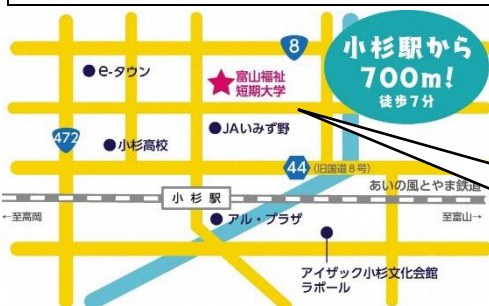 8
小杉駅から
700m!
徒歩7分
e-タウン
富山福祉
短期大学
472
JAいみず野
小杉高校
44
(旧国道8号)
あいの風とやま鉄道
小杉駅
←至高岡
アル・プラザ
至富山→
アイザック小杉文化会館
ラポール